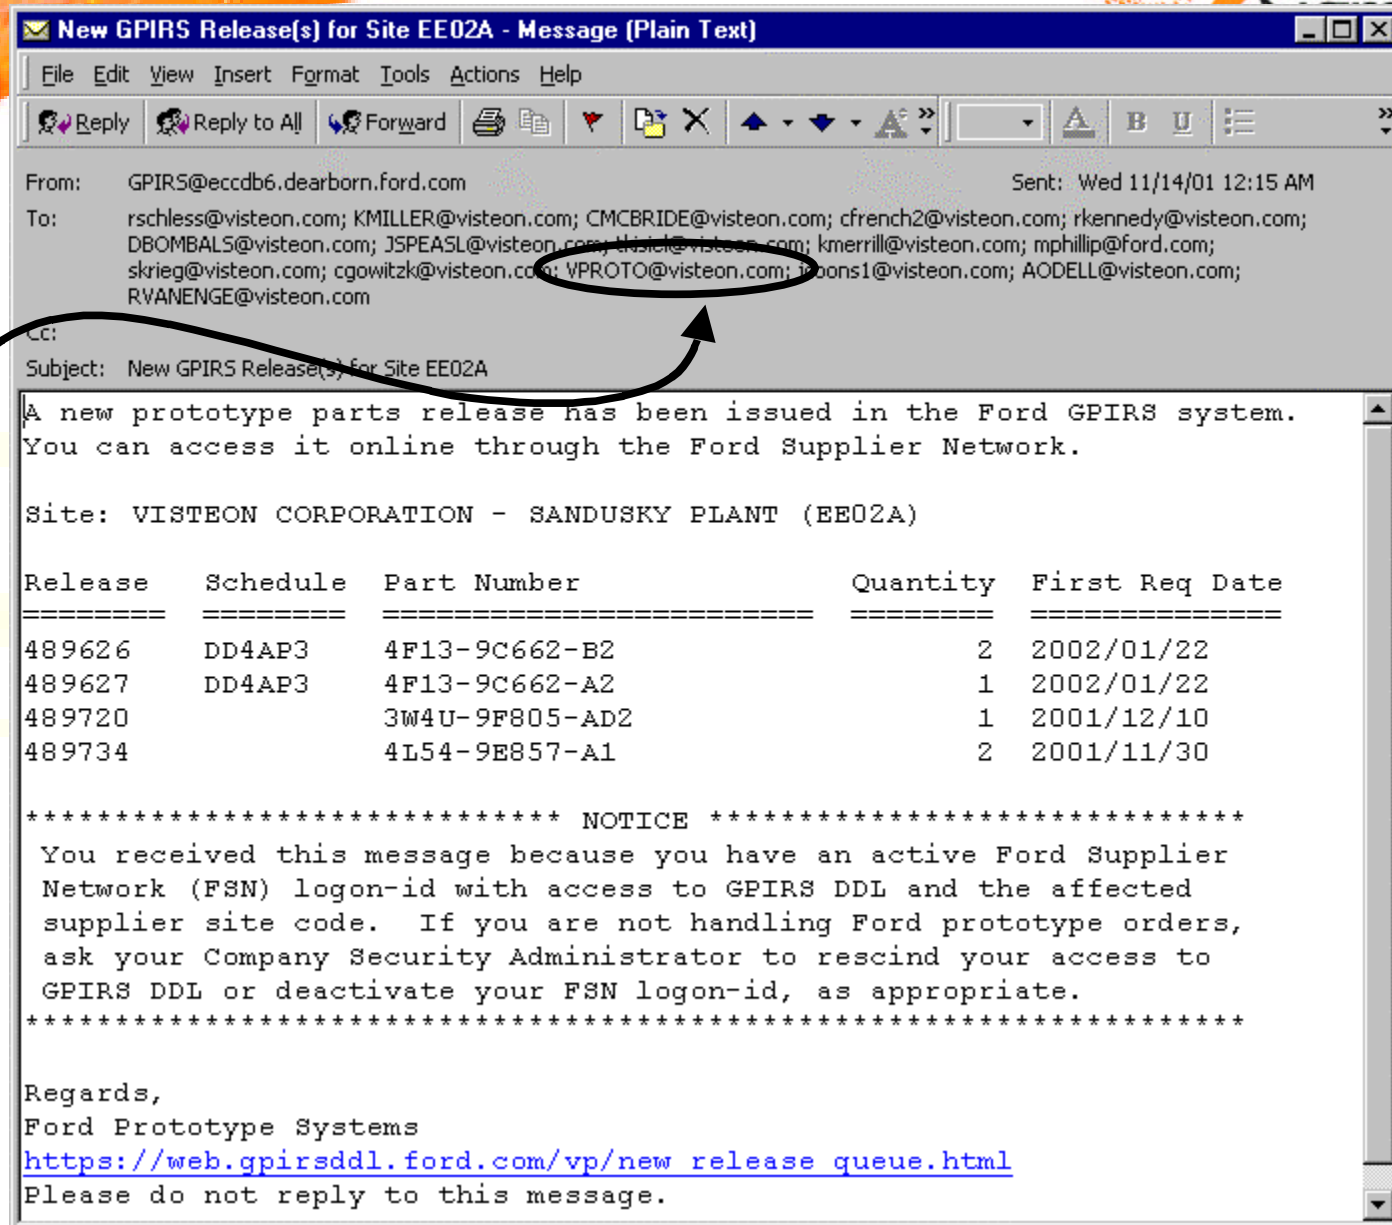 New GPIRS Release(s) for Site EE02A - Message (Plain Text)
File Edit View Insert Format Tools Actions Help
Reply Reply to All Forward A B U
From: GPIRS@eccdb6.dearborn.ford.com Sent: Wed 11/14/01 12:15 AM
To: rschless@visteon.com; KMILLER@visteon.com; CMCBRIDE@visteon.com; cfrench2@visteon.com; rkennedy@visteon.com;
DBOMBALS@visteon.com; JSPEASL@visteon.com; kmerrill@visteon.com; mphillip@ford.com;
skrieg@visteon.com; cgowitzk@visteon.com; VPROTO@visteon.com; AODELL@visteon.com;
RVANENGE@visteon.com
Cc:
Subject: New GPIRS Release(s) for Site EE02A
A new prototype parts release has been issued in the Ford GPIRS system.
You can access it online through the Ford Supplier Network.
Site: VISTEON CORPORATION - SANDUSKY PLANT (EE02A)
Release Schedule Part Number Quantity First Req Date
======== ======== ======================== ======== ==============
489626 DD4AP3 4F13-9C662-B2 2 2002/01/22
489627 DD4AP3 4F13-9C662-A2 1 2002/01/22
489720 3W4U-9F805-AD2 1 2001/12/10
489734 4L54-9E857-A1 2 2001/11/30
****************************** NOTICE ******************************
You received this message because you have an active Ford Supplier
Network (FSN) logon-id with access to GPIRS DDL and the affected
supplier site code. If you are not handling Ford prototype orders,
ask your Company Security Administrator to rescind your access to
GPIRS DDL or deactivate your FSN logon-id, as appropriate.
********************************************************************
Regards,
Ford Prototype Systems
https://web.gpirsddl.ford.com/vp/new_release_queue.html
Please do not reply to this message.